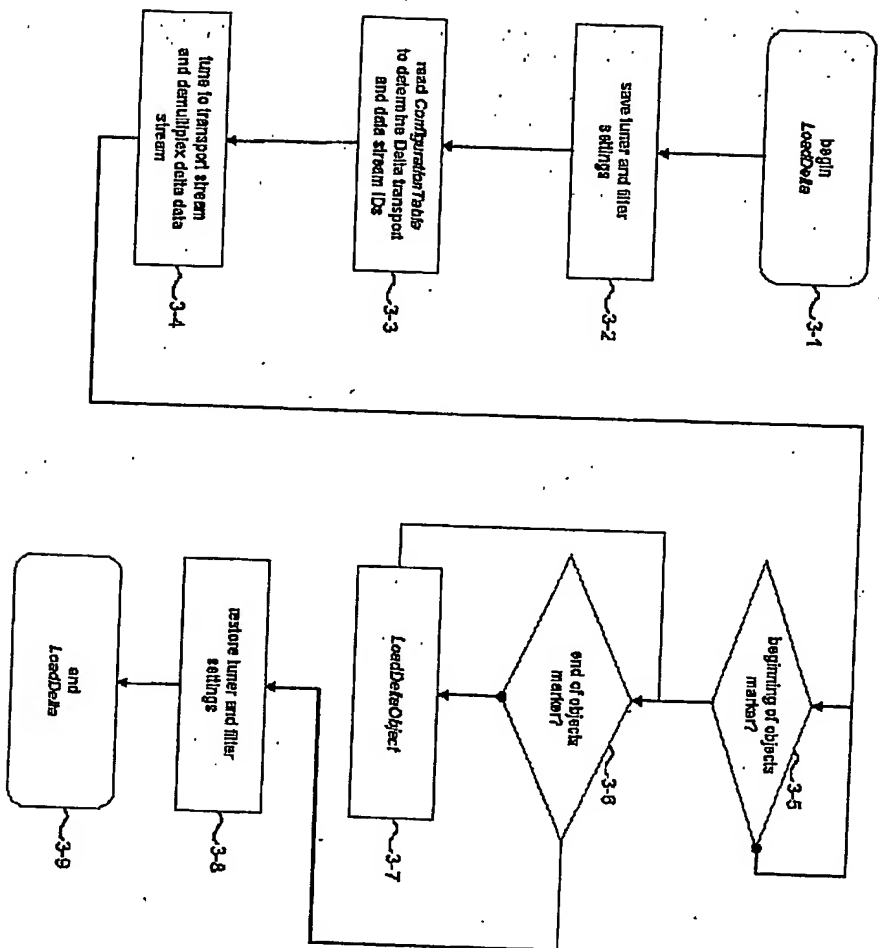 begin
LoadDelta
3-1
save tuner and filter
settings
3-2
read ConfigurationTable
to determine Delta transport
and data stream IDs
3-3
tune to transport stream
and demultiplex delta data
stream
3-4
beginning of objects
marker?
3-5
end of objects
marker?
3-6
LoadDeltaObject
3-7
restore tuner and filter
settings
3-8
end
LoadDelta
3-9